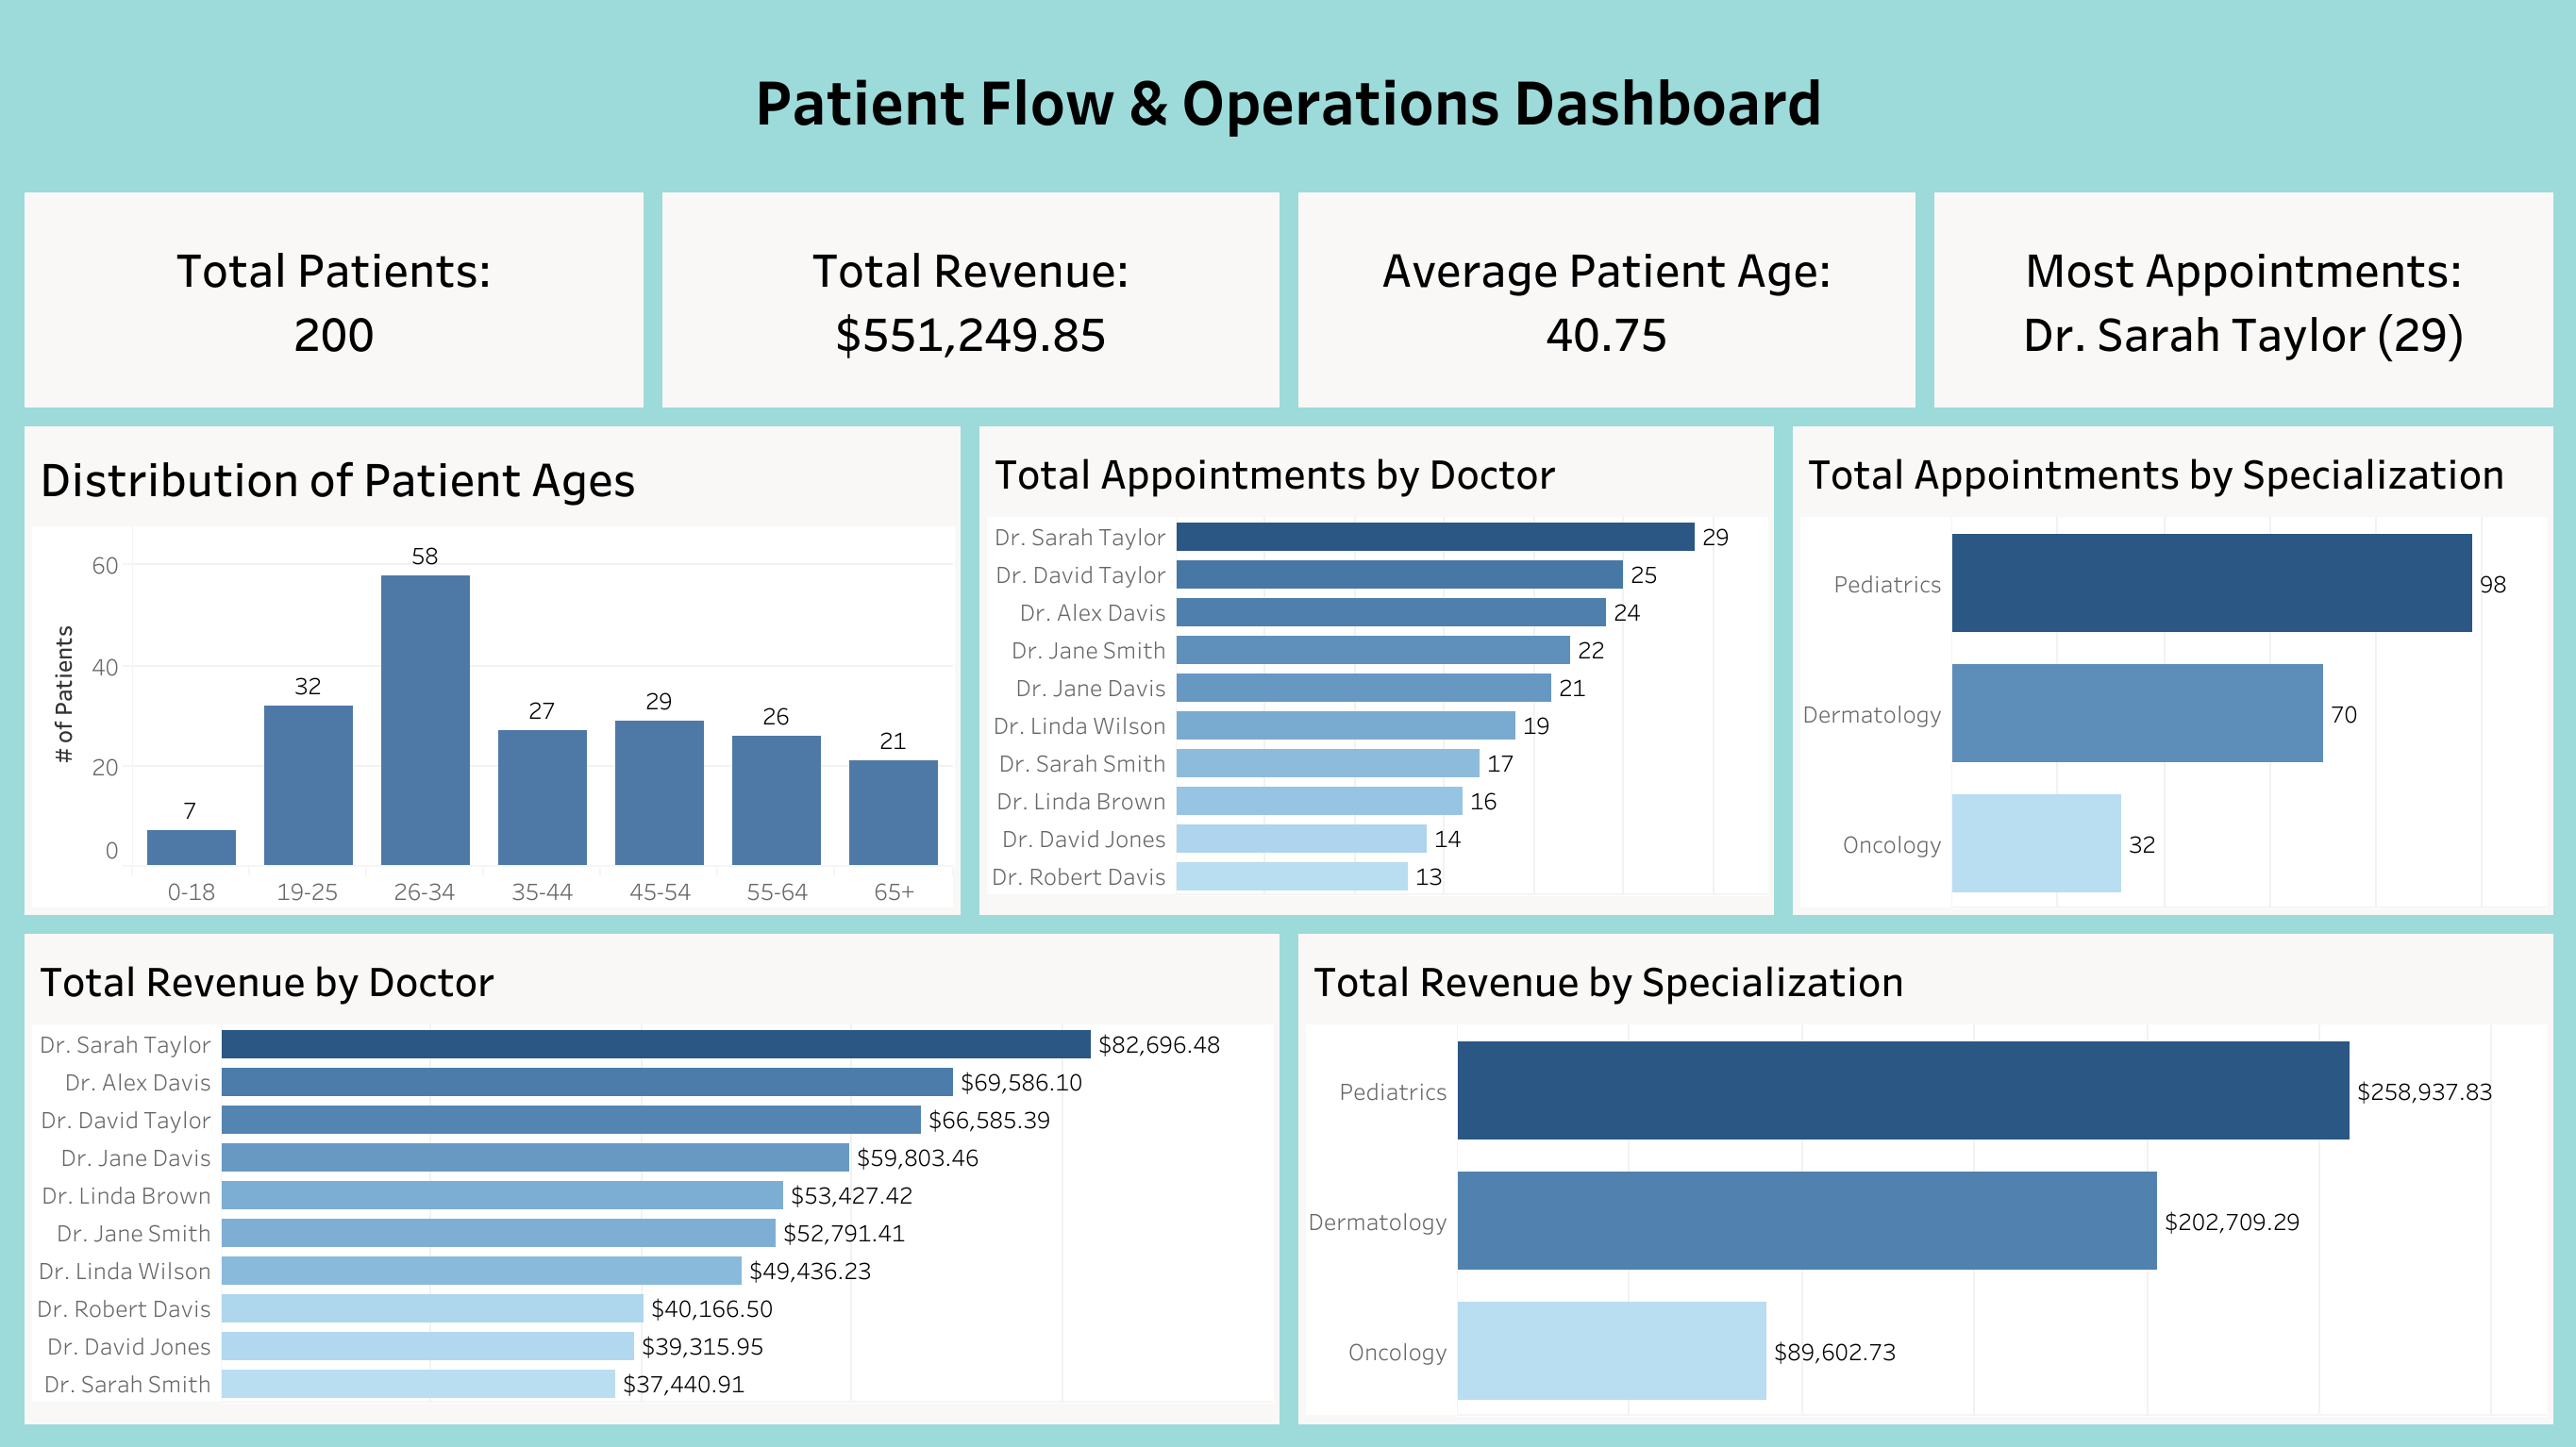 Patient Flow & Operations Dashboard
Total Patients:
200
Total Revenue:
$551,249.85
Average Patient Age:
40.75
Most Appointments:
Dr. Sarah Taylor (29)
Distribution of Patient Ages
# of Patients
60
40
20
0
7
32
58
27
29
26
21
0-18
19-25
26-34
35-44
45-54
55-64
65+
Total Appointments by Doctor
Dr. Sarah Taylor 29
Dr. David Taylor 25
Dr. Alex Davis 24
Dr. Jane Smith 22
Dr. Jane Davis 21
Dr. Linda Wilson 19
Dr. Sarah Smith 17
Dr. Linda Brown 16
Dr. David Jones 14
Dr. Robert Davis 13
Total Appointments by Specialization
Pediatrics 98
Dermatology 70
Oncology 32
Total Revenue by Doctor
Dr. Sarah Taylor $82,696.48
Dr. Alex Davis $69,586.10
Dr. David Taylor $66,585.39
Dr. Jane Davis $59,803.46
Dr. Linda Brown $53,427.42
Dr. Jane Smith $52,791.41
Dr. Linda Wilson $49,436.23
Dr. Robert Davis $40,166.50
Dr. David Jones $39,315.95
Dr. Sarah Smith $37,440.91
Total Revenue by Specialization
Pediatrics $258,937.83
Dermatology $202,709.29
Oncology $89,602.73